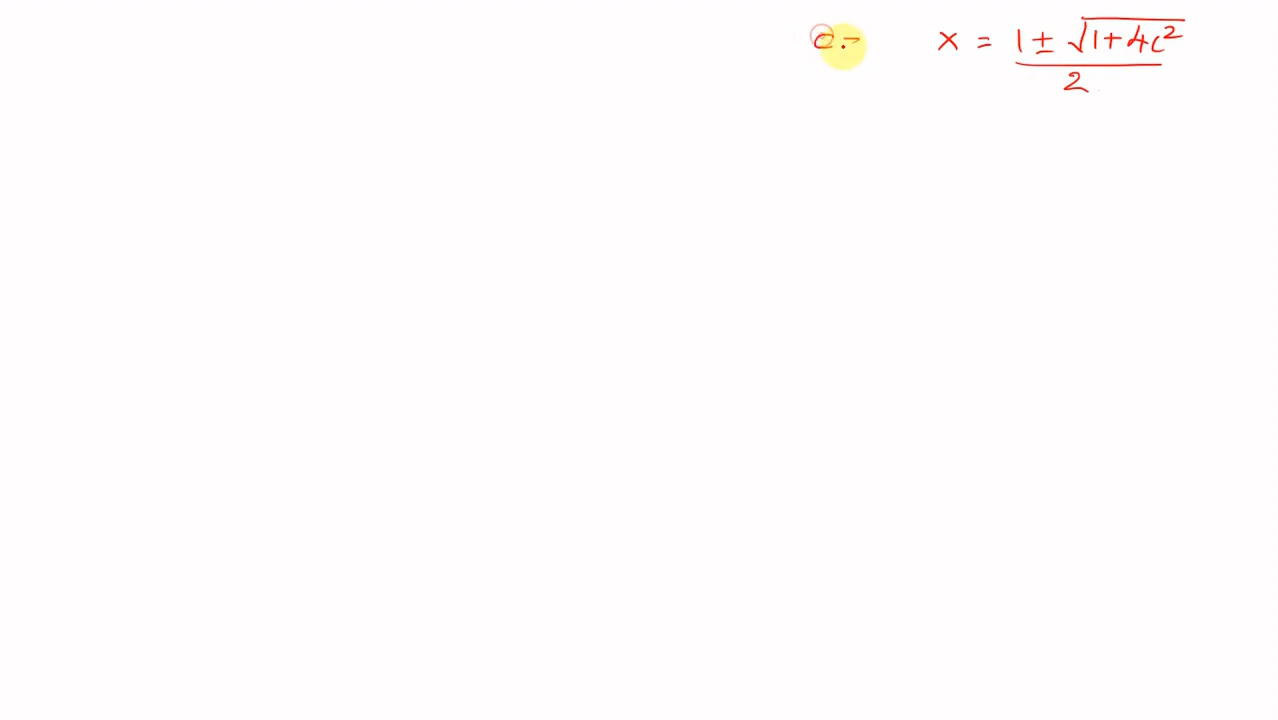 x = 1 ± √1+4c²
2